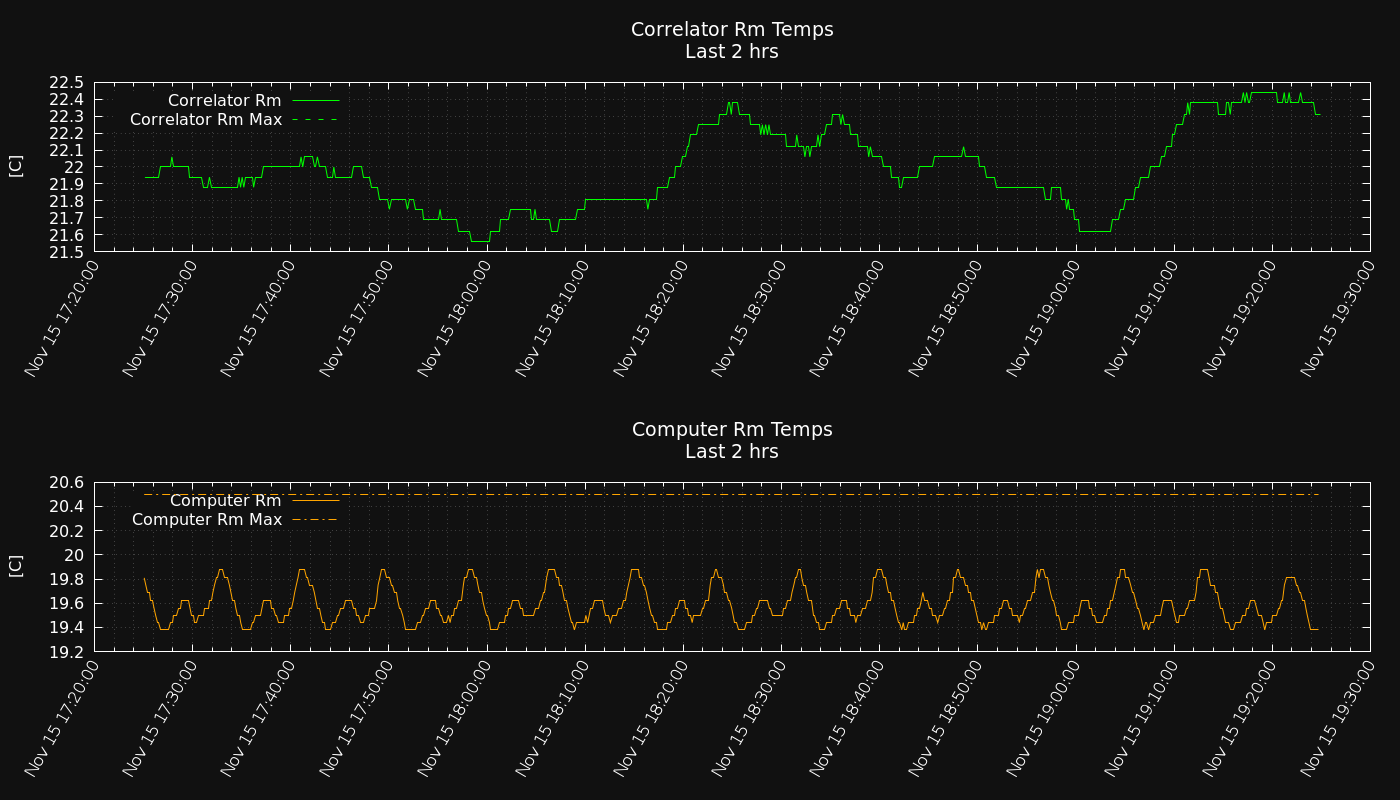 Correlator Rm Temps
Last 2 hrs
[C]
22.5
22.4
22.3
22.2
22.1
22
21.9
21.8
21.7
21.6
21.5
Correlator Rm
Correlator Rm Max
Nov 15 17:20:00
Nov 15 17:30:00
Nov 15 17:40:00
Nov 15 17:50:00
Nov 15 18:00:00
Nov 15 18:10:00
Nov 15 18:20:00
Nov 15 18:30:00
Nov 15 18:40:00
Nov 15 18:50:00
Nov 15 19:00:00
Nov 15 19:10:00
Nov 15 19:20:00
Nov 15 19:30:00
Computer Rm Temps
Last 2 hrs
[C]
20.6
20.4
20.2
20
19.8
19.6
19.4
19.2
Computer Rm
Computer Rm Max
Nov 15 17:20:00
Nov 15 17:30:00
Nov 15 17:40:00
Nov 15 17:50:00
Nov 15 18:00:00
Nov 15 18:10:00
Nov 15 18:20:00
Nov 15 18:30:00
Nov 15 18:40:00
Nov 15 18:50:00
Nov 15 19:00:00
Nov 15 19:10:00
Nov 15 19:20:00
Nov 15 19:30:00